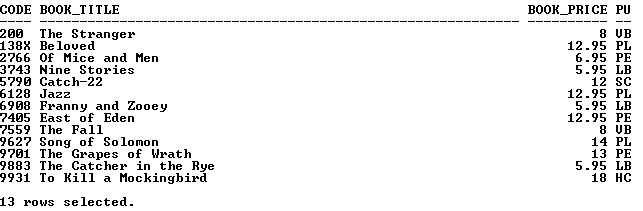 CODE BOOK_TITLE BOOK_PRICE PU
---- ---------------------------------------- ---------- --
200 The Stranger 8 VB
138X Beloved 12.95 PL
2766 Of Mice and Men 6.95 PE
3743 Nine Stories 5.95 LB
5790 Catch-22 12 SC
6128 Jazz 12.95 PL
6908 Franny and Zooey 5.95 LB
7405 East of Eden 12.95 PE
7559 The Fall 8 VB
9627 Song of Solomon 14 PL
9701 The Grapes of Wrath 13 PE
9883 The Catcher in the Rye 5.95 LB
9931 To Kill a Mockingbird 18 HC
13 rows selected.